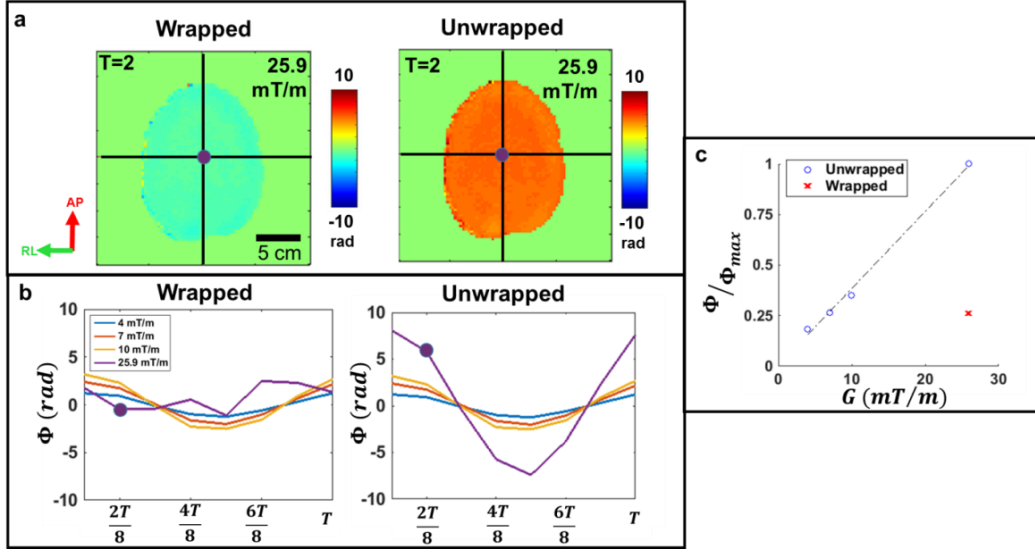 a
Wrapped
Unwrapped
T=2
25.9
mT/m
10
-10
rad
AP
RL
5 cm
T=2
25.9
mT/m
10
-10
rad
b
Wrapped
Unwrapped
Φ (rad)
10
5
0
-5
-10
4 mT/m
7 mT/m
10 mT/m
25.9 mT/m
2T/8
4T/8
6T/8
T
Φ (rad)
10
5
0
-5
-10
2T/8
4T/8
6T/8
T
c
Φ/Φmax
1
0.75
0.5
0.25
0
Unwrapped
Wrapped
0
10
20
30
G (mT/m)